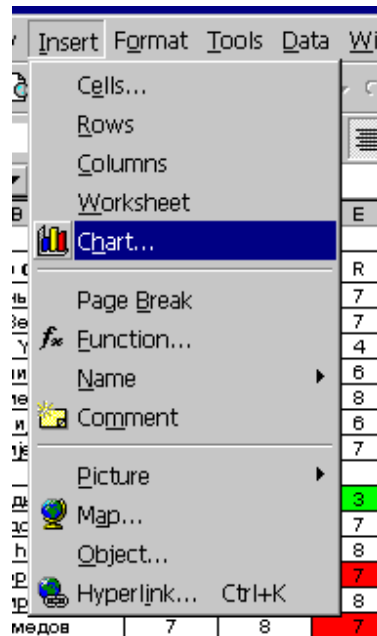 Insert Format Tools Data Wi
Cells...
Rows
Columns
Worksheet
B E
Chart...
R
7
Page Break
7
Function...
4
6
Name
8
Comment
6
7
Picture
3
Map...
7
Object...
8
7
Hyperlink... Ctrl+K
8
медов 7 8 7